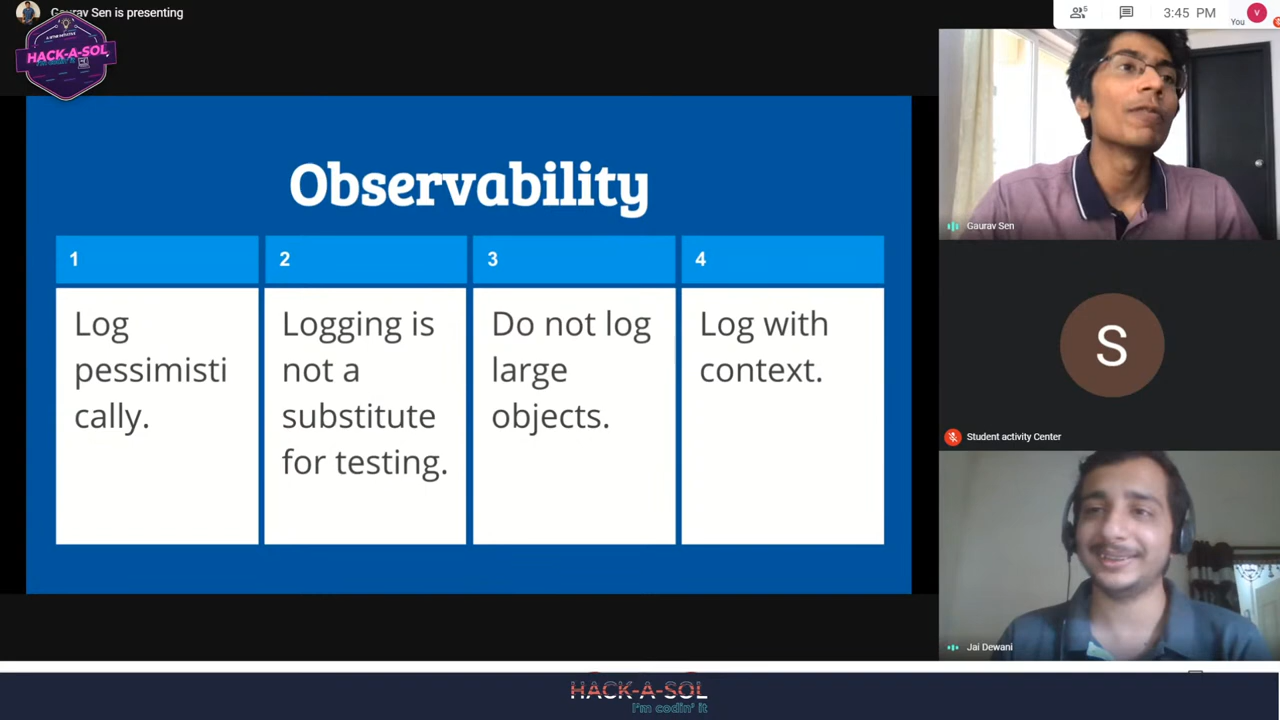 Gaurav Sen is presenting
HACK-A-SOL
5
3:45 PM
V
You
Observability
1
2
3
4
Log
pessimisti
cally.
Logging is
not a
substitute
for testing.
Do not log
large
objects.
Log with
context.
Gaurav Sen
S
Student activity Center
Jai Dewani
HACK-A-SOL
I'm codin' it